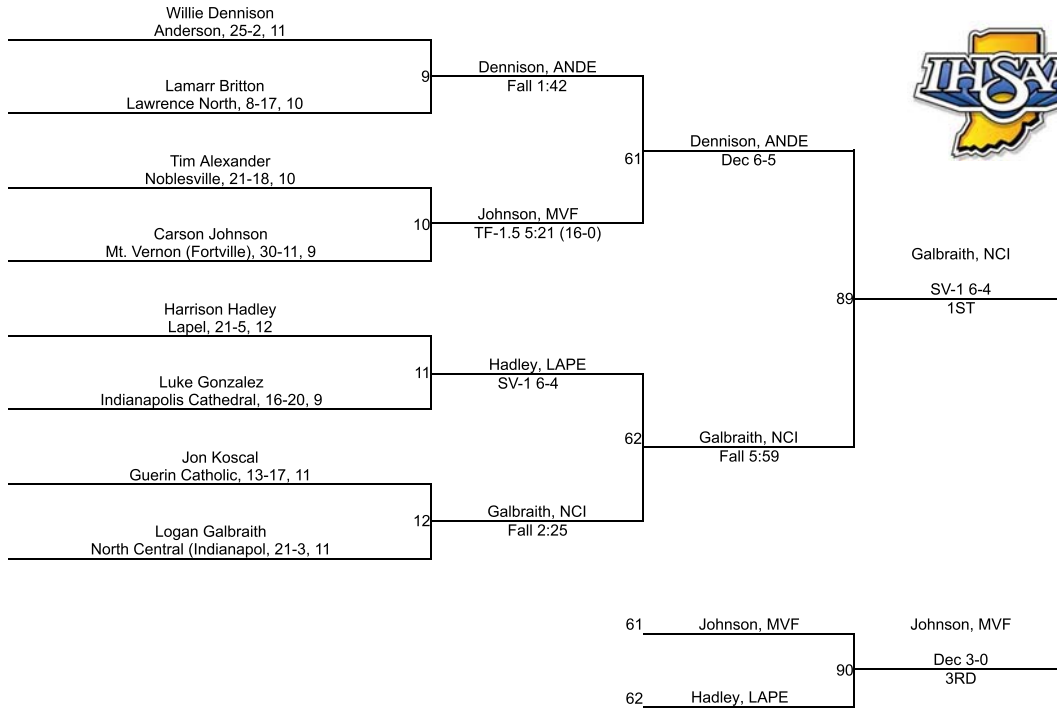 Willie Dennison
Anderson, 25-2, 11
Lamarr Britton
Lawrence North, 8-17, 10
Tim Alexander
Noblesville, 21-18, 10
Carson Johnson
Mt. Vernon (Fortville), 30-11, 9
Harrison Hadley
Lapel, 21-5, 12
Luke Gonzalez
Indianapolis Cathedral, 16-20, 9
Jon Koscal
Guerin Catholic, 13-17, 11
Logan Galbraith
North Central (Indianapol, 21-3, 11
9
Dennison, ANDE
Fall 1:42
10
Johnson, MVF
TF-1.5 5:21 (16-0)
11
Hadley, LAPE
SV-1 6-4
12
Galbraith, NCI
Fall 2:25
61
Dennison, ANDE
Dec 6-5
62
Galbraith, NCI
Fall 5:59
89
Galbraith, NCI
SV-1 6-4
1ST
61
Johnson, MVF
62
Hadley, LAPE
90
Johnson, MVF
Dec 3-0
3RD
IHSAA